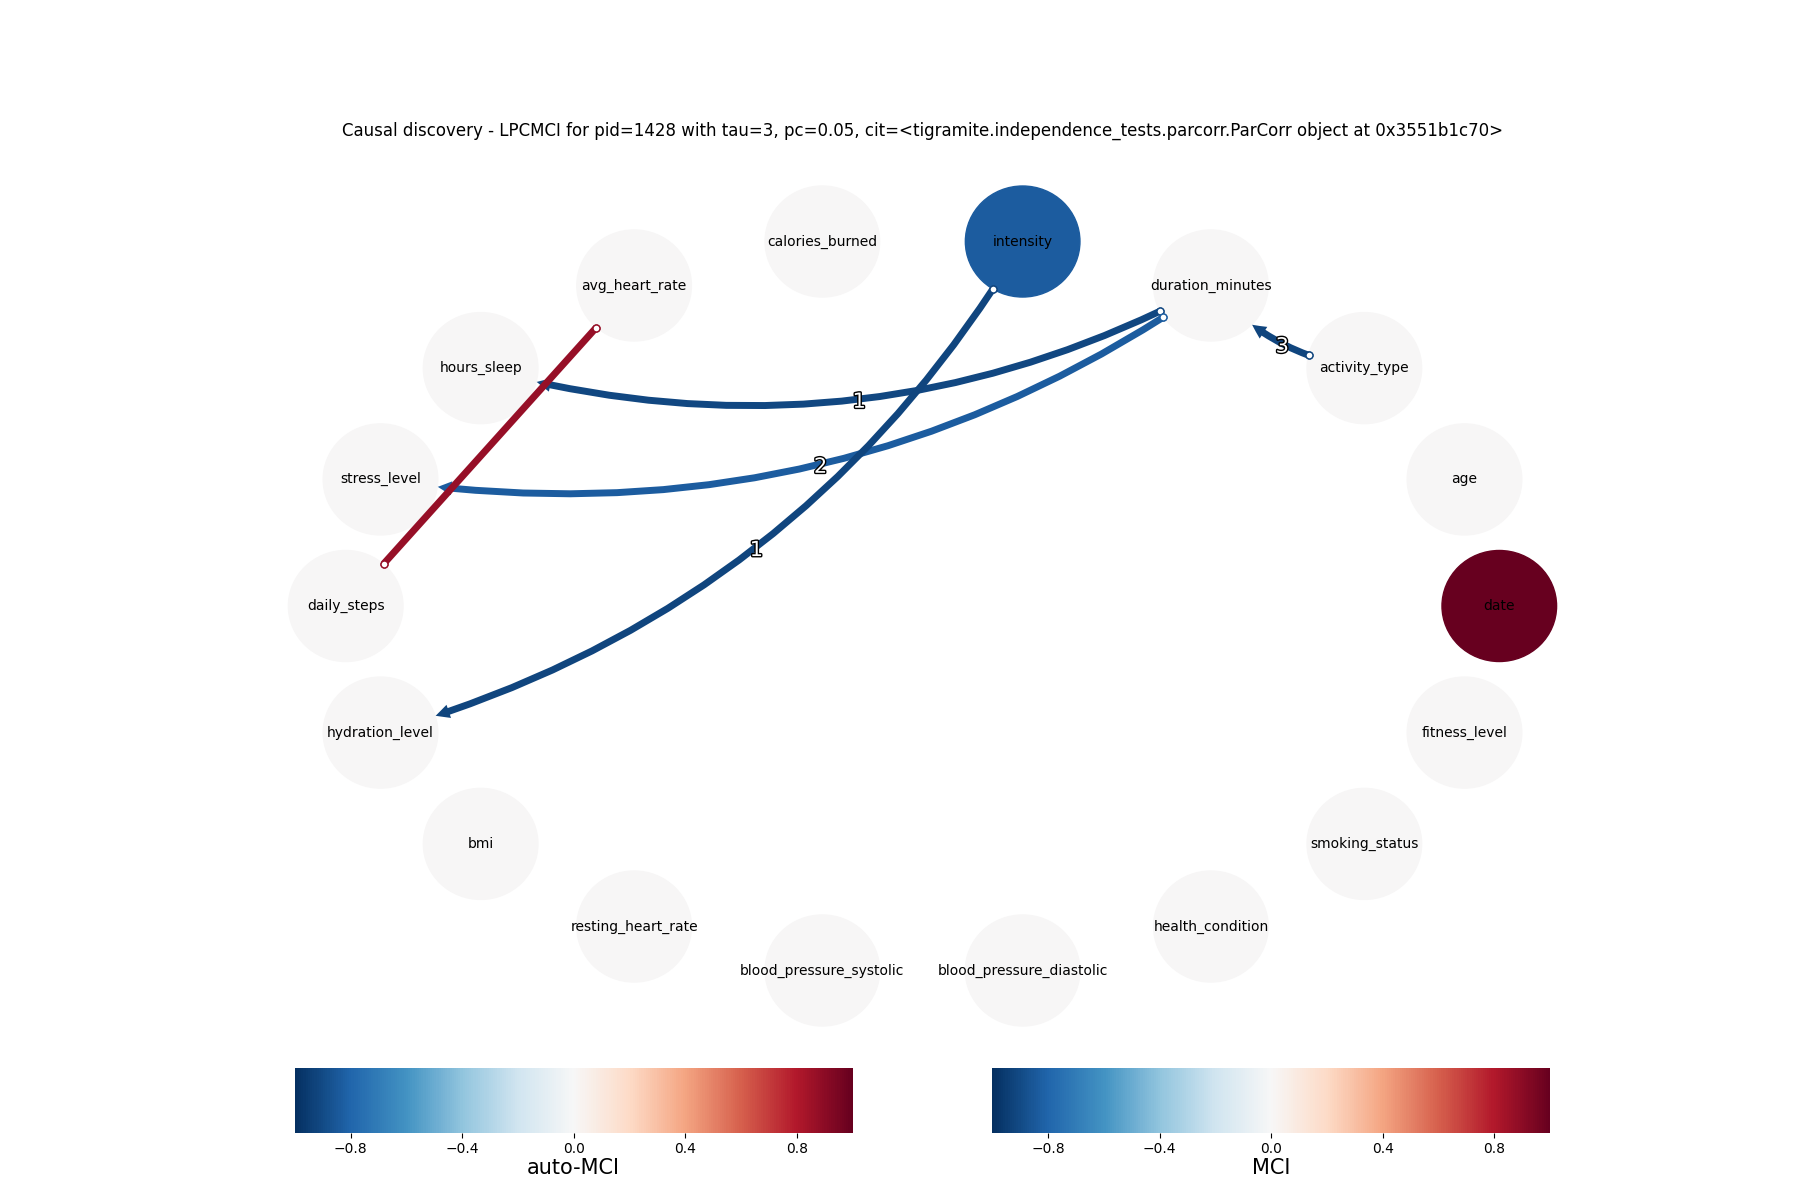 Causal discovery - LPCMCI for pid=1428 with tau=3, pc=0.05, cit=<tigramite.independence_tests.parcorr.ParCorr object at 0x3551b1c70>
calories_burned
intensity
avg_heart_rate
duration_minutes
hours_sleep
activity_type
3
1
2
stress_level
age
1
daily_steps
date
hydration_level
fitness_level
bmi
smoking_status
resting_heart_rate
health_condition
blood_pressure_systolic
blood_pressure_diastolic
−0.8 −0.4 0.0 0.4 0.8
auto-MCI
−0.8 −0.4 0.0 0.4 0.8
MCI